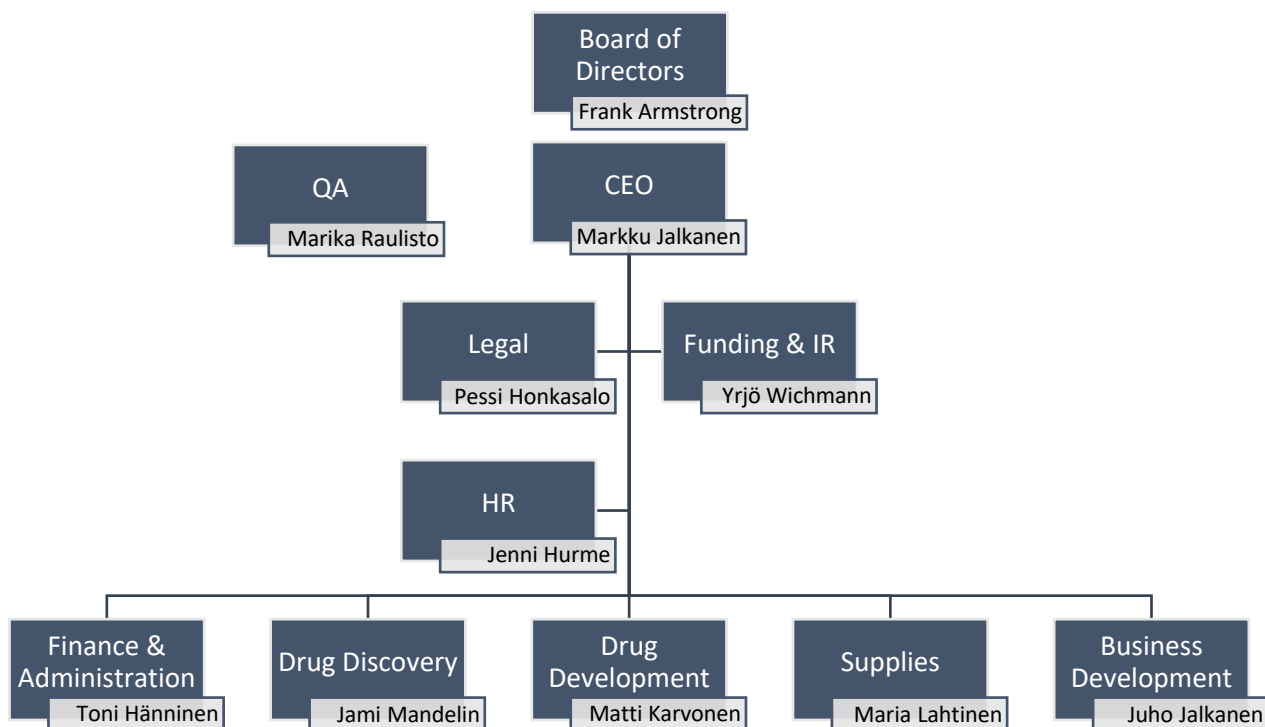 Board of
Directors
Frank Armstrong
QA
Marika Raulisto
CEO
Markku Jalkanen
Legal
Pessi Honkasalo
Funding & IR
Yrjö Wichmann
HR
Jenni Hurme
Finance &
Administration
Toni Hänninen
Drug Discovery
Jami Mandelin
Drug
Development
Matti Karvonen
Supplies
Maria Lahtinen
Business
Development
Juho Jalkanen